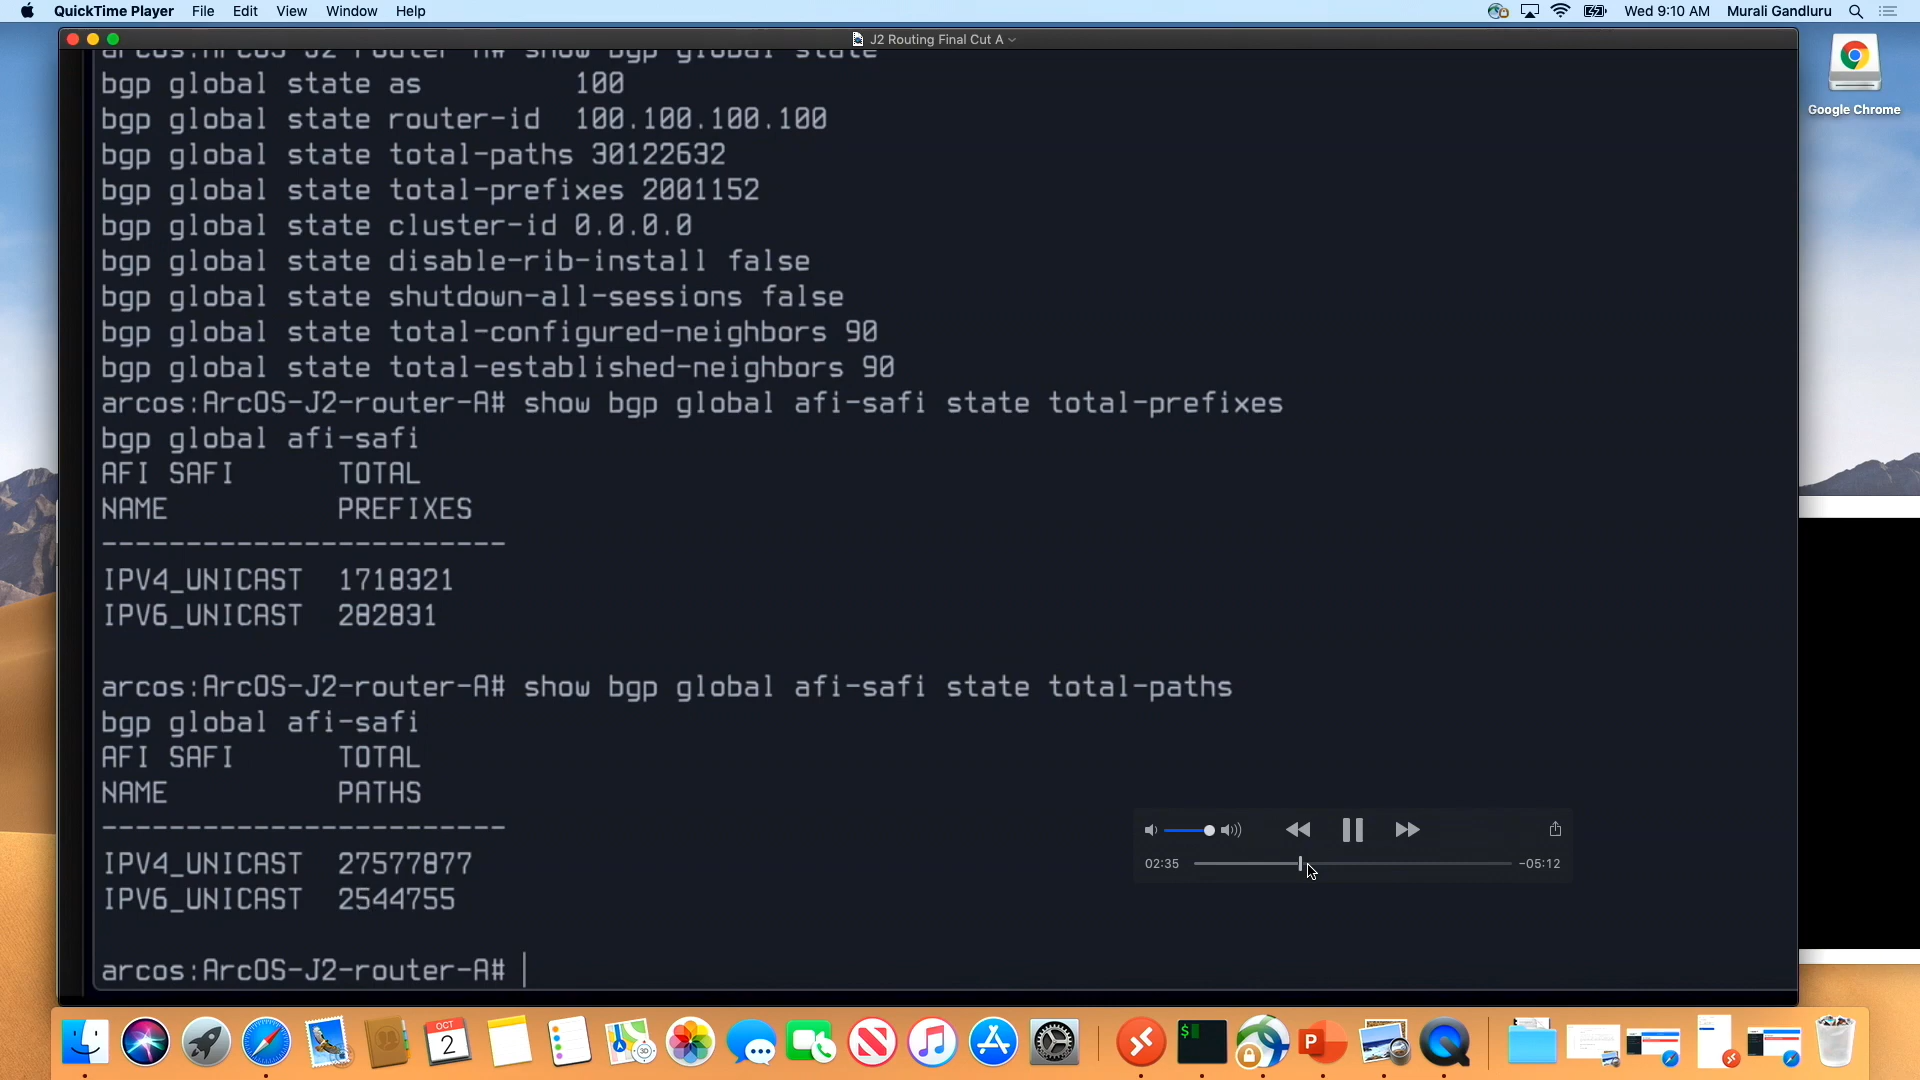 QuickTime Player File Edit View Window Help Wed 9:10 AM Murali Gandluru
J2 Routing Final Cut A
arcos:ArcOS-J2-router-A# show bgp global state
bgp global state as 100
bgp global state router-id 100.100.100.100
bgp global state total-paths 30122632
bgp global state total-prefixes 2001152
bgp global state cluster-id 0.0.0.0
bgp global state disable-rib-install false
bgp global state shutdown-all-sessions false
bgp global state total-configured-neighbors 90
bgp global state total-established-neighbors 90
arcos:ArcOS-J2-router-A# show bgp global afi-safi state total-prefixes
bgp global afi-safi
AFI SAFI TOTAL
NAME PREFIXES
------------------------
IPV4_UNICAST 1718321
IPV6_UNICAST 282831
arcos:ArcOS-J2-router-A# show bgp global afi-safi state total-paths
bgp global afi-safi
AFI SAFI TOTAL
NAME PATHS
------------------------
IPV4_UNICAST 27577877
IPV6_UNICAST 2544755
arcos:ArcOS-J2-router-A#
02:35 -05:12
Google Chrome
OCT
2
3D
$
P